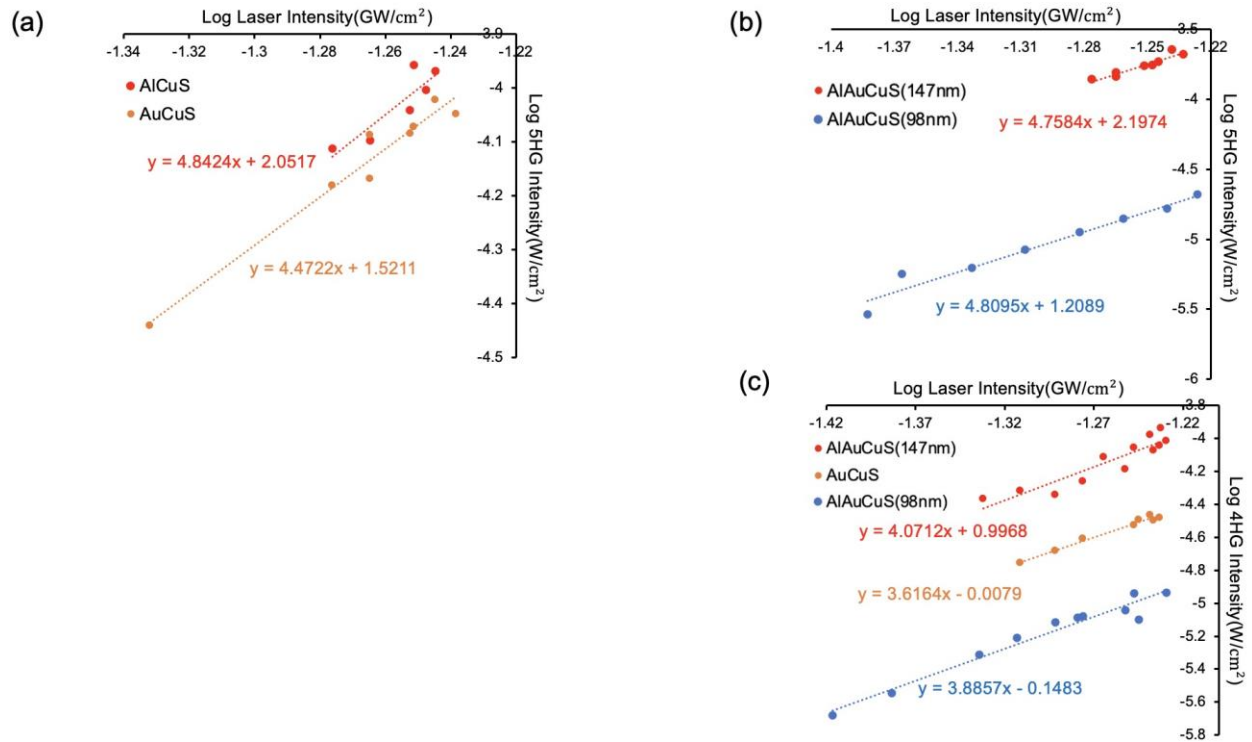 (a)
Log Laser Intensity(GW/cm²)
-1.34 -1.32 -1.3 -1.28 -1.26 -1.24 -1.22
3.9
-4
-4.1
-4.2
-4.3
-4.4
-4.5
Log 5HG Intensity(W/cm²)
AlCuS
AuCuS
y = 4.8424x + 2.0517
y = 4.4722x + 1.5211
(b)
Log Laser Intensity(GW/cm²)
-1.4 -1.37 -1.34 -1.31 -1.28 -1.25 -1.22
3.5
-4
-4.5
-5
-5.5
-6
Log 5HG Intensity(W/cm²)
AlAuCuS(147nm)
AlAuCuS(98nm)
y = 4.7584x + 2.1974
y = 4.8095x + 1.2089
(c)
Log Laser Intensity(GW/cm²)
-1.42 -1.37 -1.32 -1.27 -1.22
3.8
-4
-4.2
-4.4
-4.6
-4.8
-5
-5.2
-5.4
-5.6
-5.8
Log 4HG Intensity(W/cm²)
AlAuCuS(147nm)
AuCuS
AlAuCuS(98nm)
y = 4.0712x + 0.9968
y = 3.6164x - 0.0079
y = 3.8857x - 0.1483